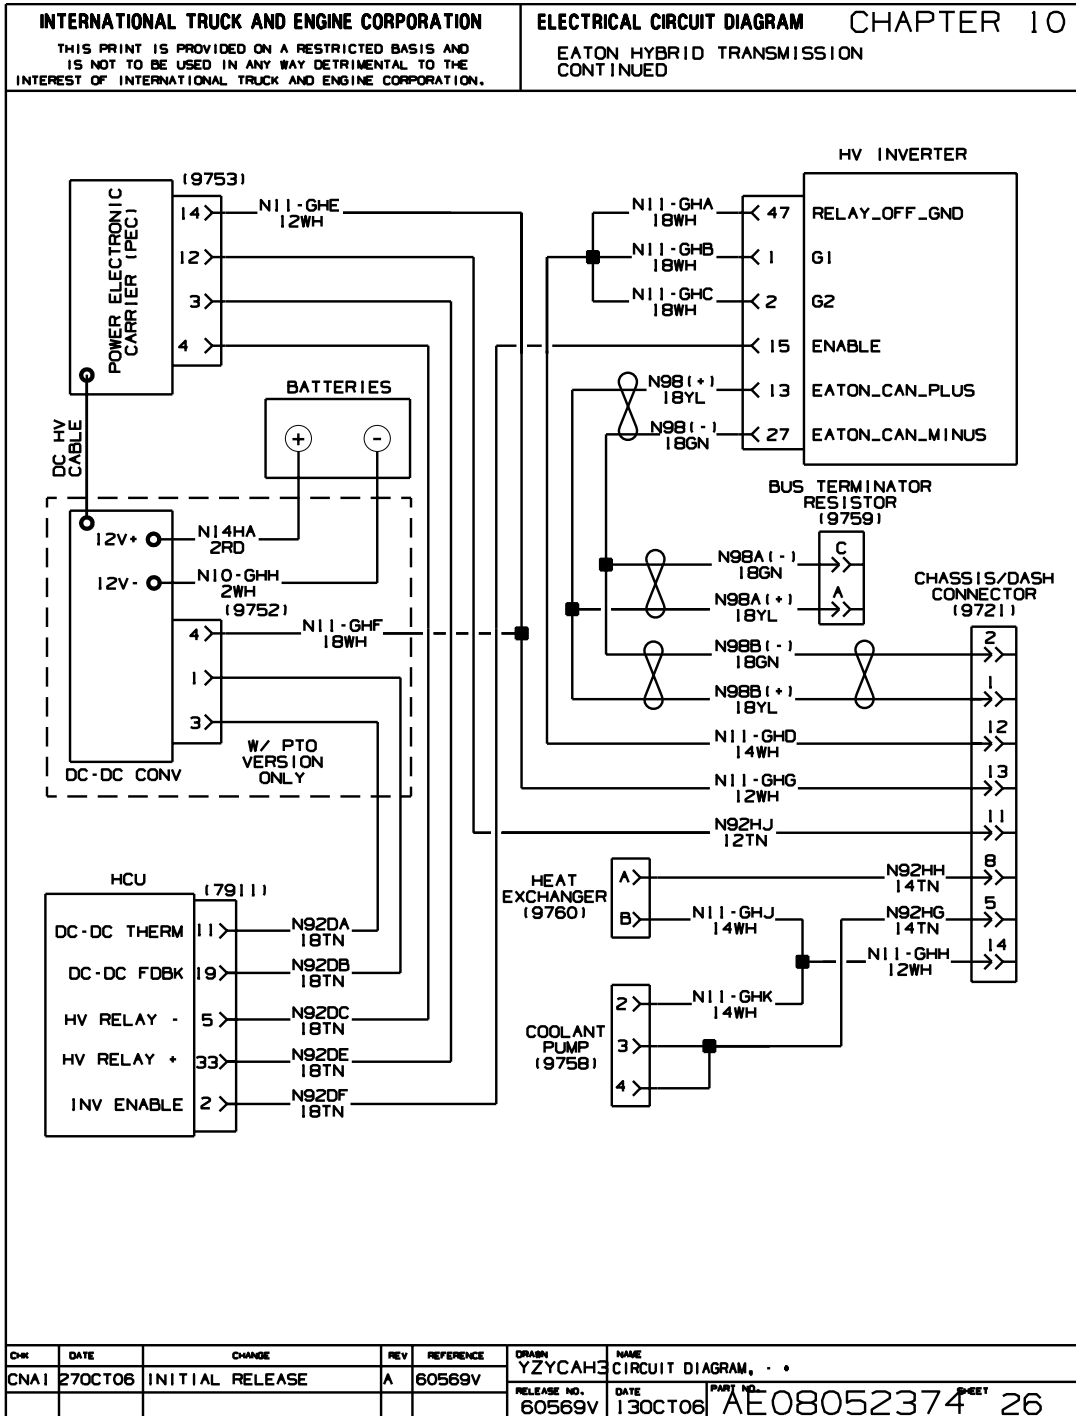 INTERNATIONAL TRUCK AND ENGINE CORPORATION
THIS PRINT IS PROVIDED ON A RESTRICTED BASIS AND
IS NOT TO BE USED IN ANY WAY DETRIMENTAL TO THE
INTEREST OF INTERNATIONAL TRUCK AND ENGINE CORPORATION.
ELECTRICAL CIRCUIT DIAGRAM
CHAPTER 10
EATON HYBRID TRANSMISSION
CONTINUED
POWER ELECTRONIC
CARRIER (PEC)
(9753)
14
12
3
4
N11-GHE
12WH
DC HV
CABLE
BATTERIES
+
-
12V+
12V-
N14HA
2RD
N10-GHH
2WH
(9752)
4
1
3
N11-GHF
18WH
W/ PTO
VERSION
ONLY
DC-DC CONV
HCU
(7911)
DC-DC THERM
11
N92DA
18TN
DC-DC FDBK
19
N92DB
18TN
HV RELAY -
5
N92DC
18TN
HV RELAY +
33
N92DE
18TN
INV ENABLE
2
N92DF
18TN
HV INVERTER
N11-GHA
18WH
47
RELAY_OFF_GND
N11-GHB
18WH
1
G1
N11-GHC
18WH
2
G2
15
ENABLE
N98(+)
18YL
13
EATON_CAN_PLUS
N98(-)
18GN
27
EATON_CAN_MINUS
BUS TERMINATOR
RESISTOR
(9759)
N98A(-)
18GN
C
N98A(+)
18YL
A
CHASSIS/DASH
CONNECTOR
(9721)
N98B(-)
18GN
2
N98B(+)
18YL
1
N11-GHD
14WH
12
N11-GHG
12WH
13
N92HJ
12TN
11
HEAT
EXCHANGER
(9760)
A
B
N92HH
14TN
8
N11-GHJ
14WH
N92HG
14TN
5
N11-GHH
12WH
14
COOLANT
PUMP
(9758)
2
3
4
N11-GHK
14WH
CHK
DATE
CHANGE
REV
REFERENCE
CNA1
27OCT06
INITIAL RELEASE
A
60569V
DRAWN
YZYCAH3
NAME
CIRCUIT DIAGRAM, - •
RELEASE NO.
60569V
DATE
13OCT06
PART NO.
AE08052374
SHEET
26